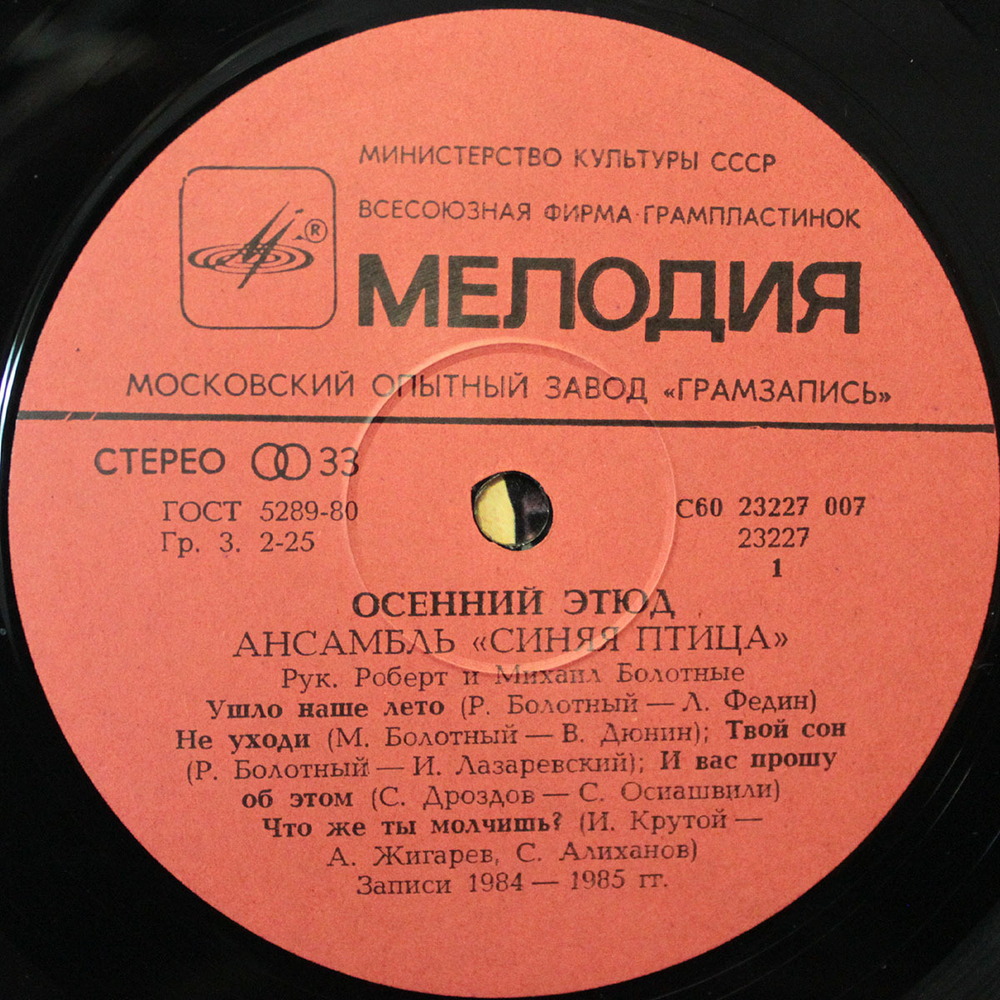 МИНИСТЕРСТВО КУЛЬТУРЫ СССР
ВСЕСОЮЗНАЯ ФИРМА ГРАМПЛАСТИНОК
®
МЕЛОДИЯ
МОСКОВСКИЙ ОПЫТНЫЙ ЗАВОД «ГРАМЗАПИСЬ»
СТЕРЕО 33
ГОСТ 5289-80
Гр. 3. 2-25
С60 23227 007
23227
1
ОСЕННИЙ ЭТЮД
АНСАМБЛЬ «СИНЯЯ ПТИЦА»
Рук. Роберт и Михаил Болотные
Ушло наше лето (Р. Болотный — Л. Федин)
Не уходи (М. Болотный — В. Дюнин); Твой сон
(Р. Болотный — И. Лазаревский); И вас прошу
об этом (С. Дроздов — С. Осиашвили)
Что же ты молчишь? (И. Крутой —
А. Жигарев, С. Алиханов)
Записи 1984 — 1985 гг.